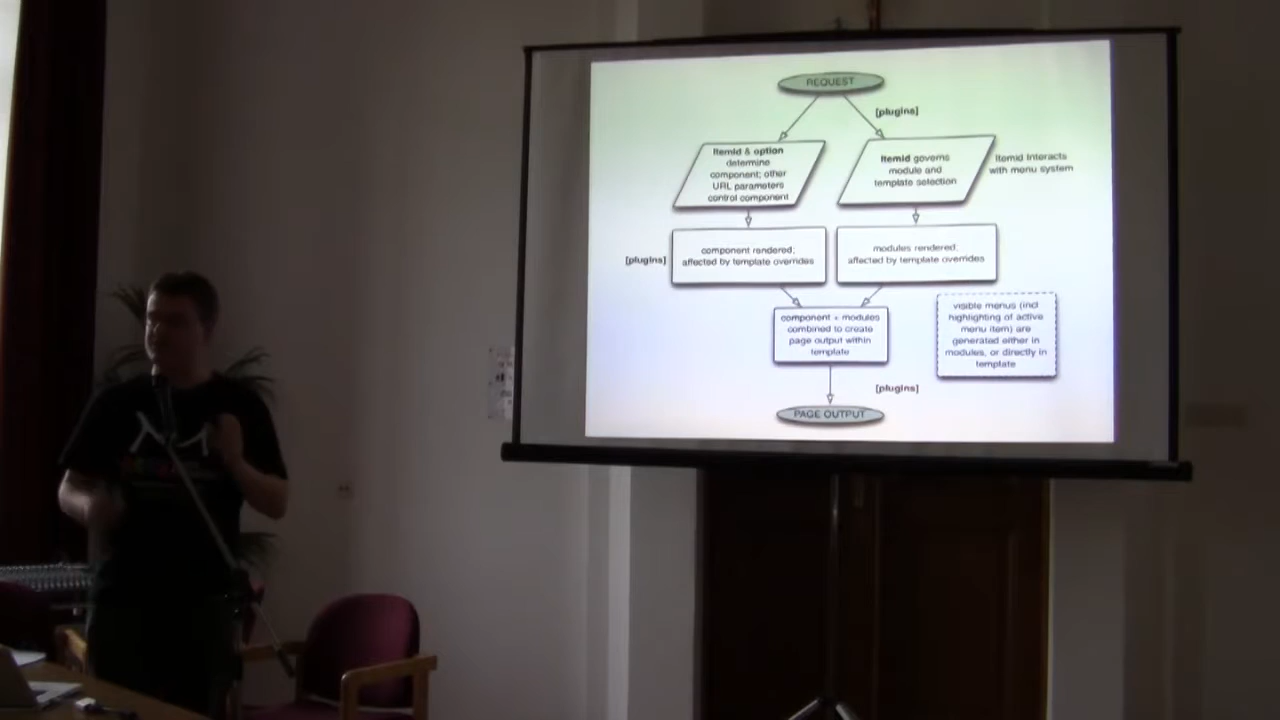 REQUEST
[plugins]
Itemid & option
determine
component; other
URL parameters
control component
Itemid governs
module and
template selection
Itemid interacts
with menu system
[plugins]
component rendered;
affected by template overrides
modules rendered;
affected by template overrides
component + modules
combined to create
page output within
template
visible menus (incl
highlighting of active
menu item) are
generated either in
modules, or directly in
template
[plugins]
PAGE OUTPUT